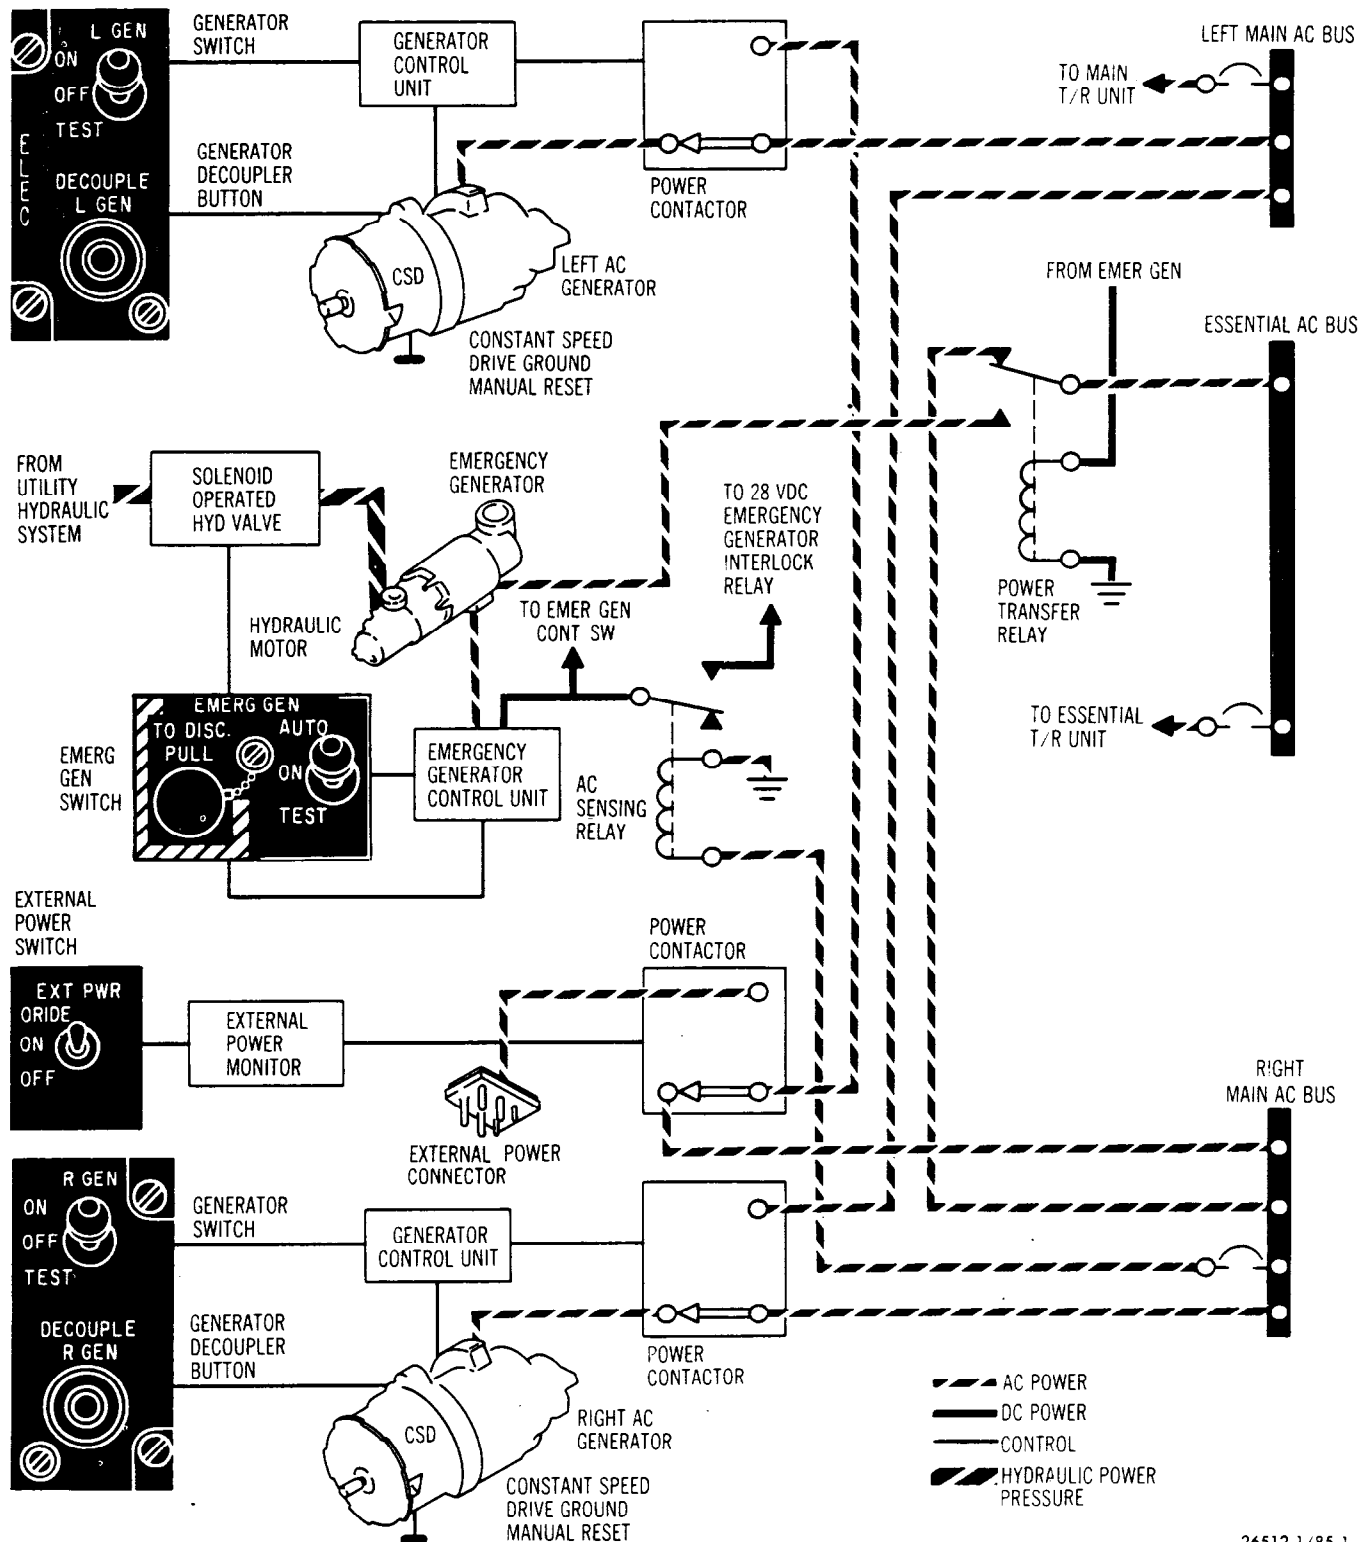 L GEN
ON
OFF
TEST
ELEC
DECOUPLE
L GEN
GENERATOR
SWITCH
GENERATOR
CONTROL
UNIT
GENERATOR
DECOUPLER
BUTTON
CSD
LEFT AC
GENERATOR
CONSTANT SPEED
DRIVE GROUND
MANUAL RESET
POWER
CONTACTOR
LEFT MAIN AC BUS
TO MAIN
T/R UNIT
FROM EMER GEN
ESSENTIAL AC BUS
FROM
UTILITY
HYDRAULIC
SYSTEM
SOLENOID
OPERATED
HYD VALVE
EMERGENCY
GENERATOR
HYDRAULIC
MOTOR
TO EMER GEN
CONT SW
TO 28 VDC
EMERGENCY
GENERATOR
INTERLOCK
RELAY
POWER
TRANSFER
RELAY
TO ESSENTIAL
T/R UNIT
EMERG
GEN
SWITCH
EMERG GEN
TO DISC.
PULL
AUTO
ON
TEST
EMERGENCY
GENERATOR
CONTROL UNIT
AC
SENSING
RELAY
EXTERNAL
POWER
SWITCH
EXT PWR
ORIDE
ON
OFF
EXTERNAL
POWER
MONITOR
EXTERNAL POWER
CONNECTOR
POWER
CONTACTOR
RIGHT
MAIN AC BUS
R GEN
ON
OFF
TEST
DECOUPLE
R GEN
GENERATOR
SWITCH
GENERATOR
CONTROL UNIT
GENERATOR
DECOUPLER
BUTTON
CSD
RIGHT AC
GENERATOR
CONSTANT SPEED
DRIVE GROUND
MANUAL RESET
POWER
CONTACTOR
AC POWER
DC POWER
CONTROL
HYDRAULIC POWER
PRESSURE